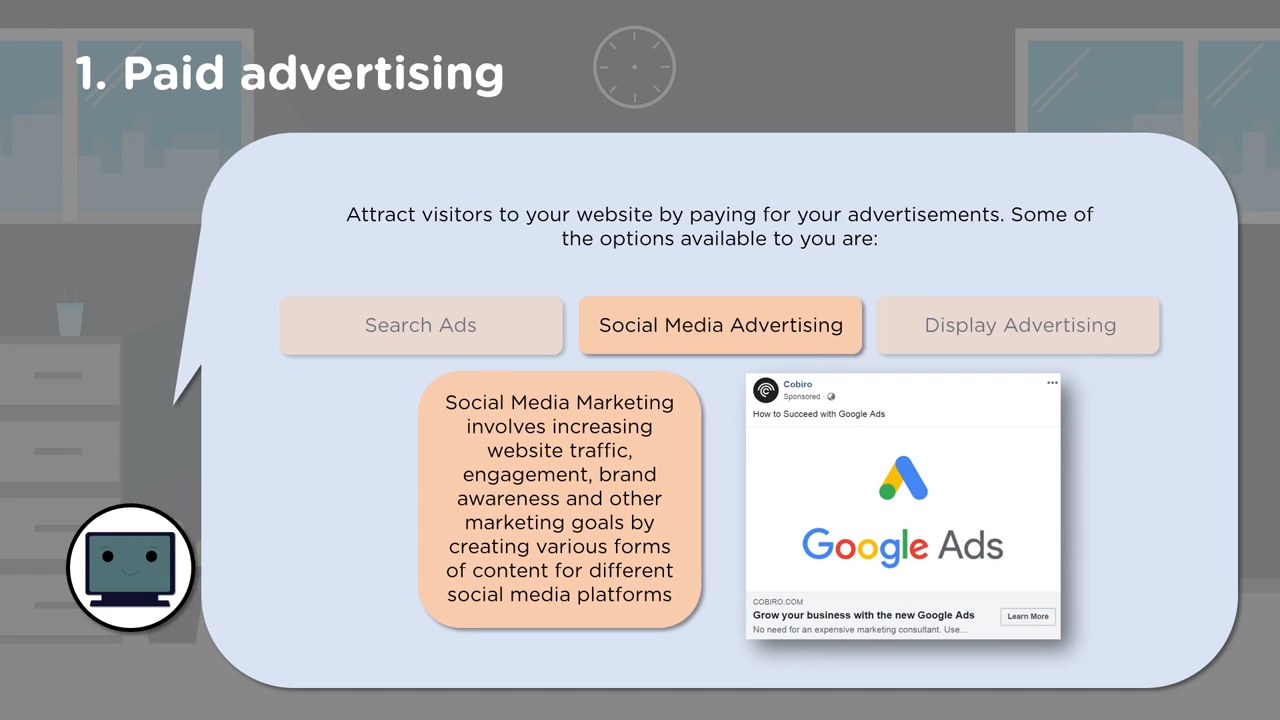 1. Paid advertising
Attract visitors to your website by paying for your advertisements. Some of
the options available to you are:
Search Ads
Social Media Advertising
Display Advertising
Social Media Marketing
involves increasing
website traffic,
engagement, brand
awareness and other
marketing goals by
creating various forms
of content for different
social media platforms
Cobiro
Sponsored ·
How to Succeed with Google Ads
Google Ads
COBIRO.COM
Grow your business with the new Google Ads
No need for an expensive marketing consultant. Use...
Learn More